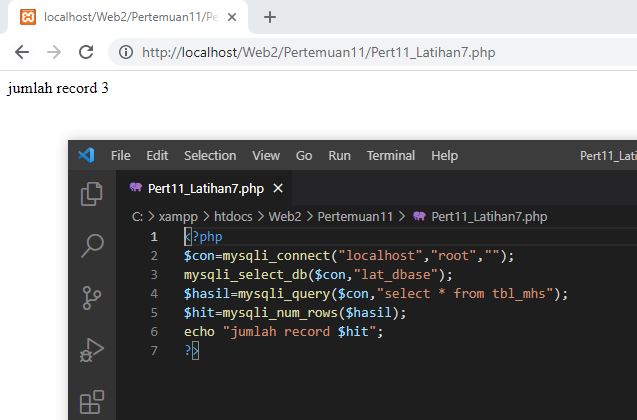 localhost/Web2/Pertemuan11/Pe
http://localhost/Web2/Pertemuan11/Pert11_Latihan7.php
jumlah record 3
File Edit Selection View Go Run Terminal Help Pert11_Lati
Pert11_Latihan7.php
C: > xampp > htdocs > Web2 > Pertemuan11 > Pert11_Latihan7.php
1 <?php
2 $con=mysqli_connect("localhost","root","");
3 mysqli_select_db($con,"lat_dbase");
4 $hasil=mysqli_query($con,"select * from tbl_mhs");
5 $hit=mysqli_num_rows($hasil);
6 echo "jumlah record $hit";
7 ?>